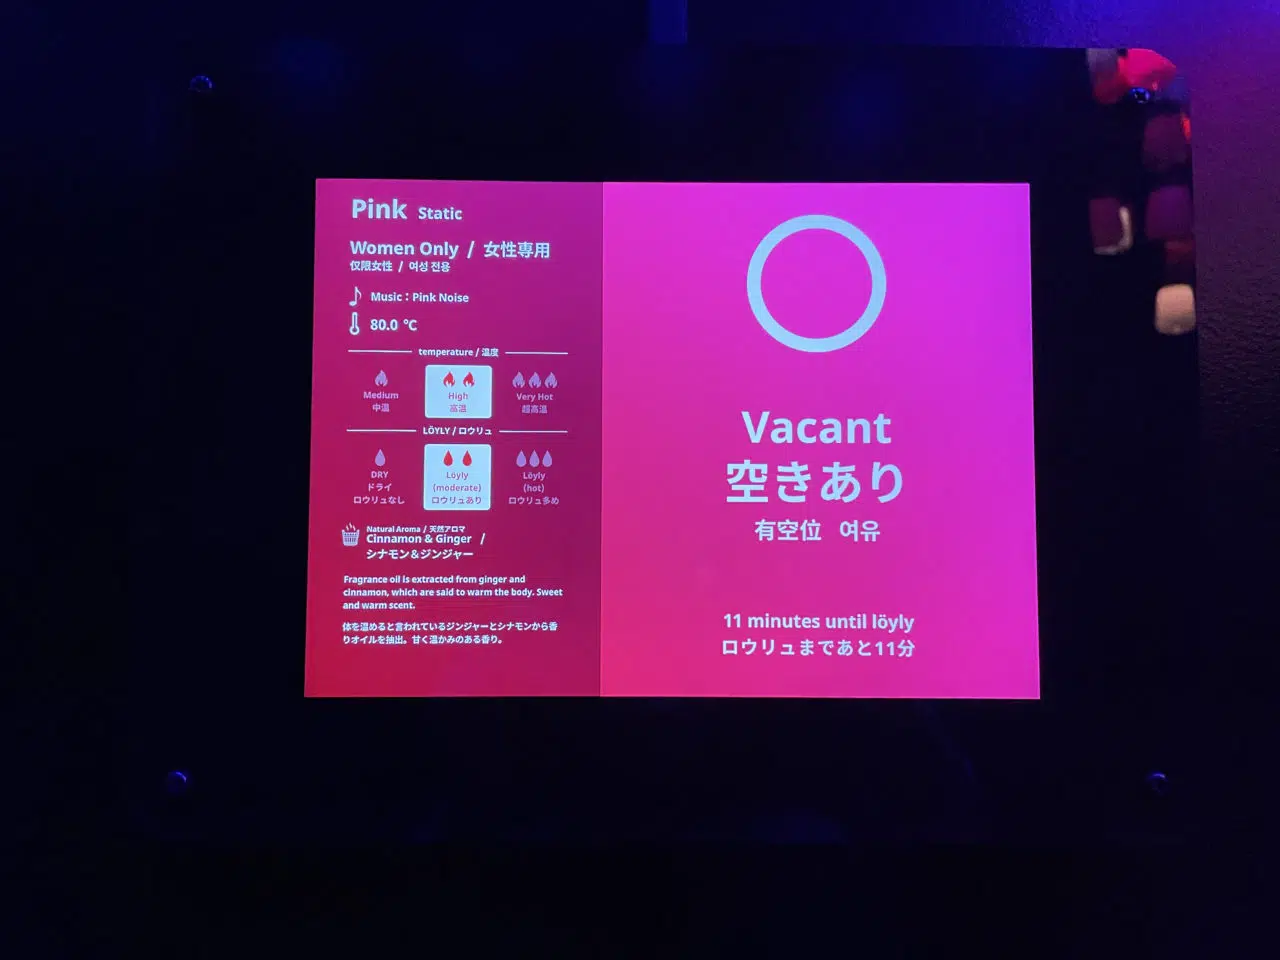 Pink Static
Women Only / 女性専用
仅限女性 / 여성 전용
Music：Pink Noise
80.0 °C
temperature / 温度
Medium
中温
High
高温
Very Hot
超高温
LÖYLY / ロウリュ
DRY
ドライ
ロウリュなし
Löyly
(moderate)
ロウリュあり
Löyly
(hot)
ロウリュ多め
Natural Aroma / 天然アロマ
Cinnamon & Ginger /
シナモン＆ジンジャー
Fragrance oil is extracted from ginger and
cinnamon, which are said to warm the body. Sweet
and warm scent.
体を温めると言われているジンジャーとシナモンから香
りオイルを抽出。甘く温かみのある香り。
Vacant
空きあり
有空位 여유
11 minutes until löyly
ロウリュまであと11分